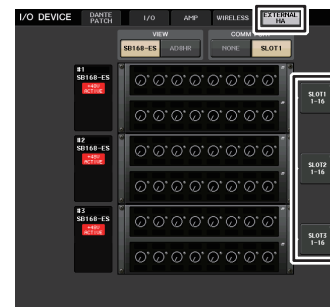 I/O DEVICE
DANTE
PATCH
I/O
AMP
WIRELESS
EXTERNAL
HA
VIEW
SB168-ES
AD8HR
NONE
SLOT1
#1
SB168-ES
+48V
ACTIVE
SLOT1
1-16
#2
SB168-ES
+48V
ACTIVE
SLOT2
1-16
#3
SB168-ES
+48V
ACTIVE
SLOT3
1-16